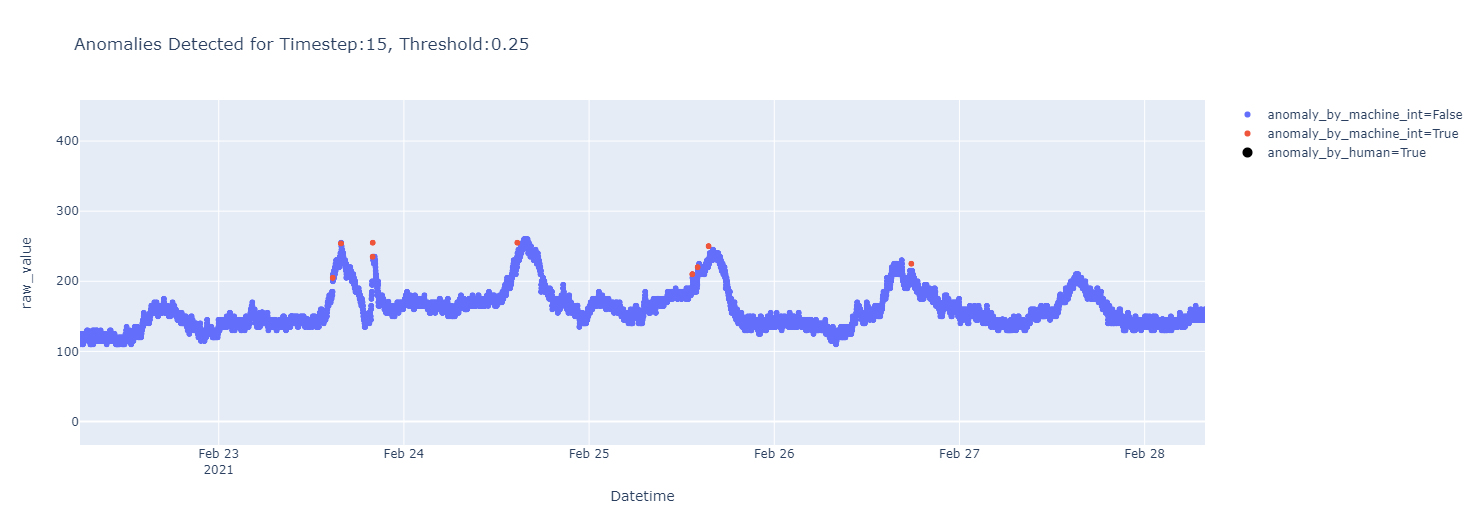 Anomalies Detected for Timestep:15, Threshold:0.25
anomaly_by_machine_int=False
anomaly_by_machine_int=True
anomaly_by_human=True
raw_value
400
300
200
100
0
Feb 23
2021
Feb 24
Feb 25
Feb 26
Feb 27
Feb 28
Datetime